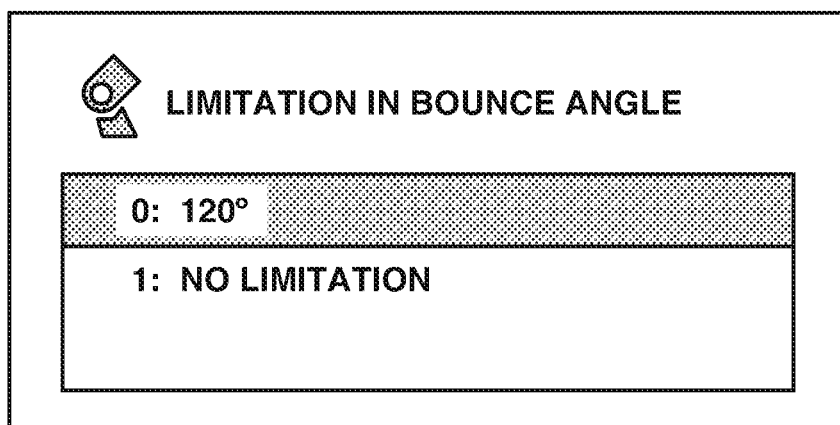 LIMITATION IN BOUNCE ANGLE
0: 120°
1: NO LIMITATION